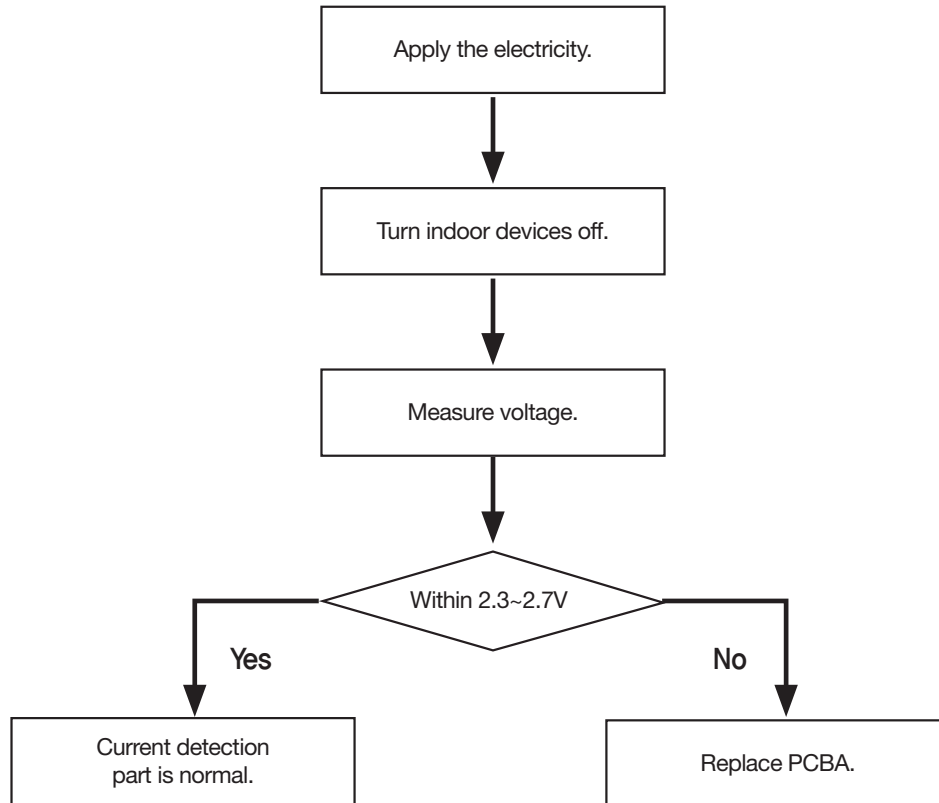 Apply the electricity.
Turn indoor devices off.
Measure voltage.
Within 2.3~2.7V
Yes
No
Current detection
part is normal.
Replace PCBA.